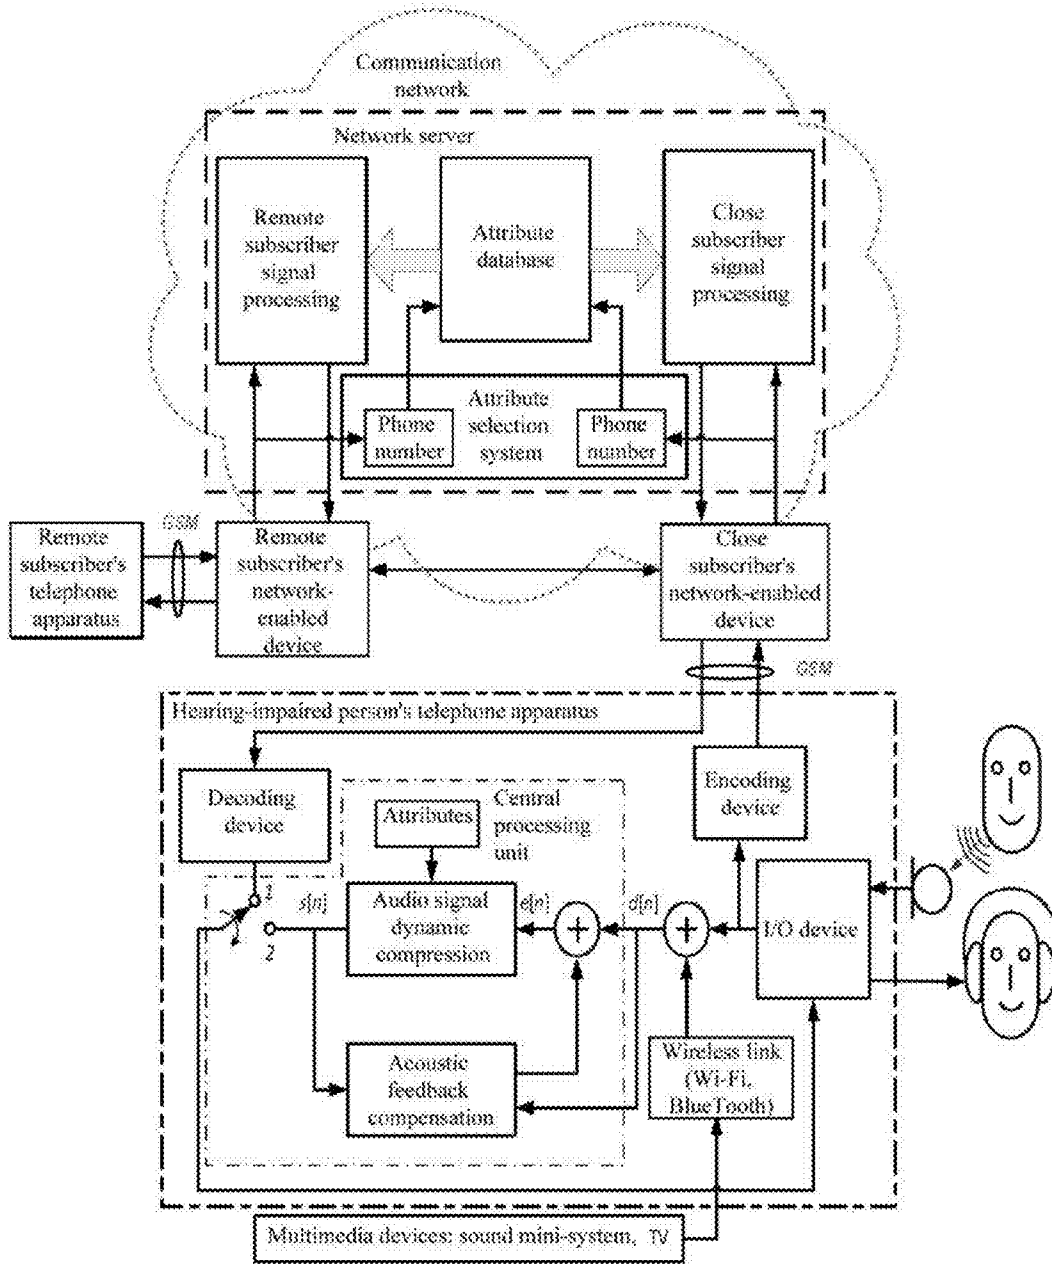 Communication
network
Network server
Remote
subscriber
signal
processing
Attribute
database
Close
subscriber
signal
processing
Attribute
selection
system
Phone
number
Phone
number
GSM
Remote
subscriber's
telephone
apparatus
Remote
subscriber's
network-
enabled
device
Close
subscriber's
network-enabled
device
GSM
Hearing-impaired person's telephone apparatus
Decoding
device
Attributes
Central
processing
unit
Encoding
device
1
2
s[n]
Audio signal
dynamic
compression
e[n]
+
d[n]
+
I/O device
Acoustic
feedback
compensation
Wireless link
(Wi-Fi,
BlueTooth)
Multimedia devices: sound mini-system, TV